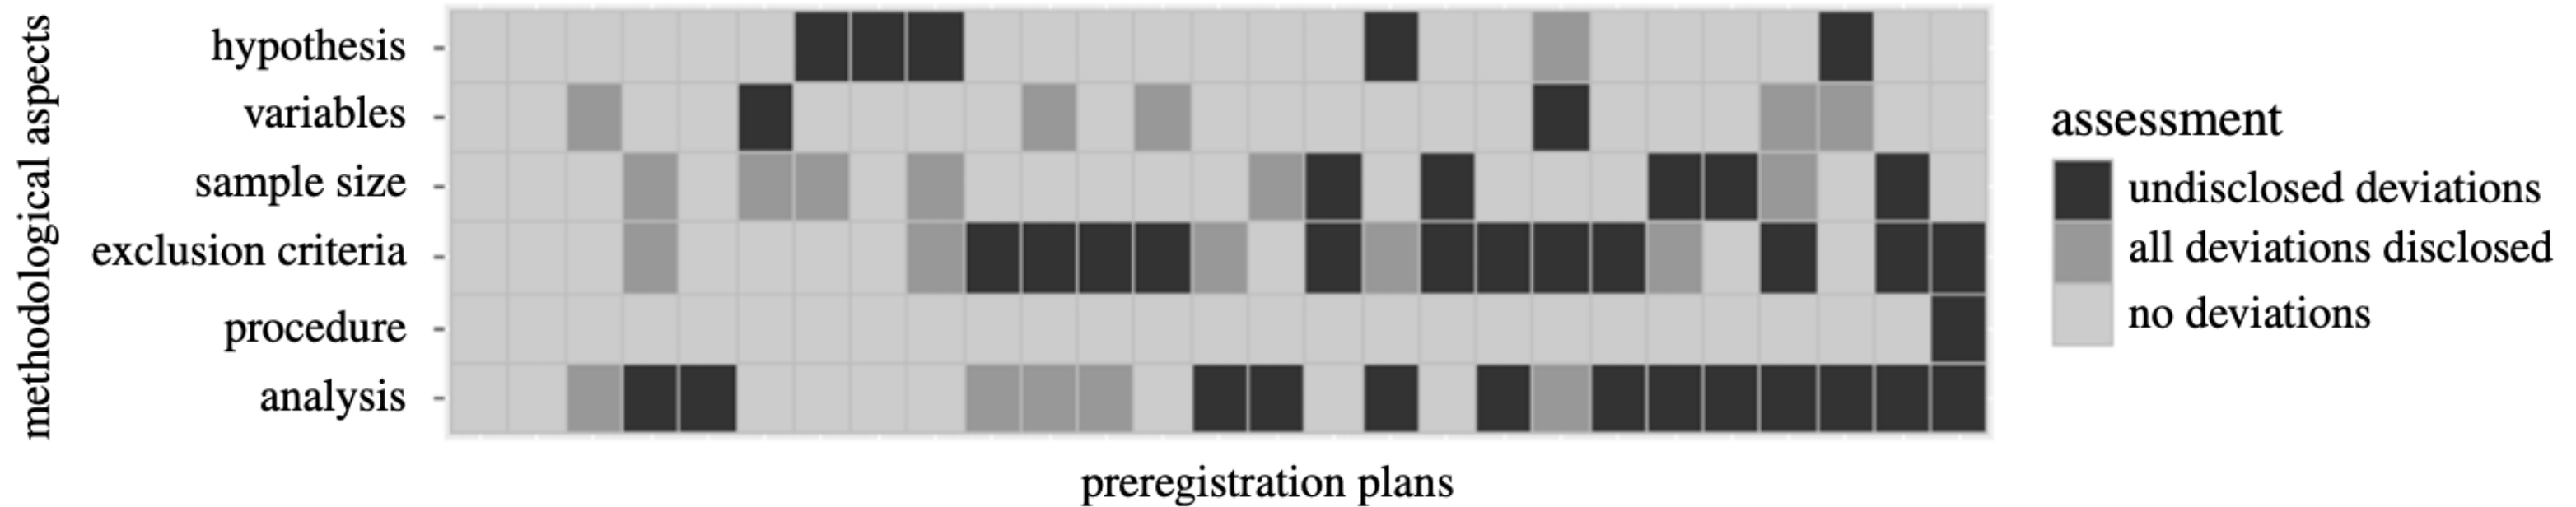 methodological aspects
hypothesis
variables
sample size
exclusion criteria
procedure
analysis
preregistration plans
assessment
undisclosed deviations
all deviations disclosed
no deviations